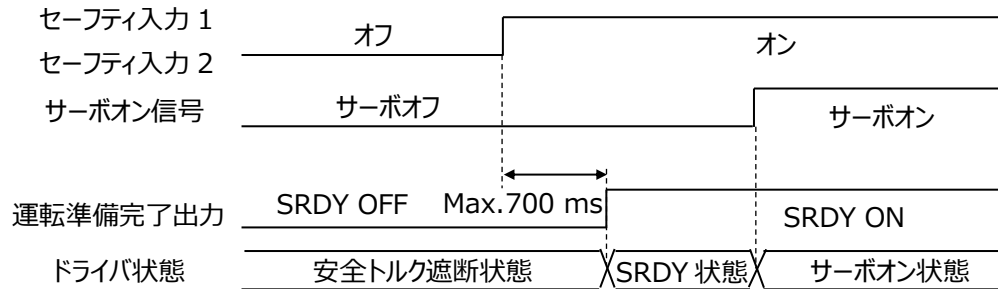 セーフティ入力 1
オフ
オン
セーフティ入力 2
サーボオン信号
サーボオフ
サーボオン
運転準備完了出力
SRDY OFF
Max.700 ms
SRDY ON
ドライバ状態
安全トルク遮断状態
SRDY 状態
サーボオン状態